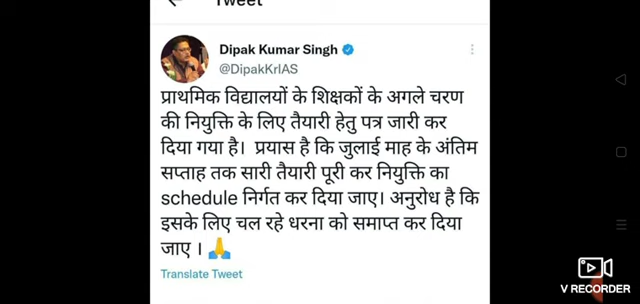 Tweet
Dipak Kumar Singh
@DipakKrIAS
प्राथमिक विद्यालयों के शिक्षकों के अगले चरण
की नियुक्ति के लिए तैयारी हेतु पत्र जारी कर
दिया गया है। प्रयास है कि जुलाई माह के अंतिम
सप्ताह तक सारी तैयारी पूरी कर नियुक्ति का
schedule निर्गत कर दिया जाए। अनुरोध है कि
इसके लिए चल रहे धरना को समाप्त कर दिया
जाए । 🙏
Translate Tweet
V RECORDER